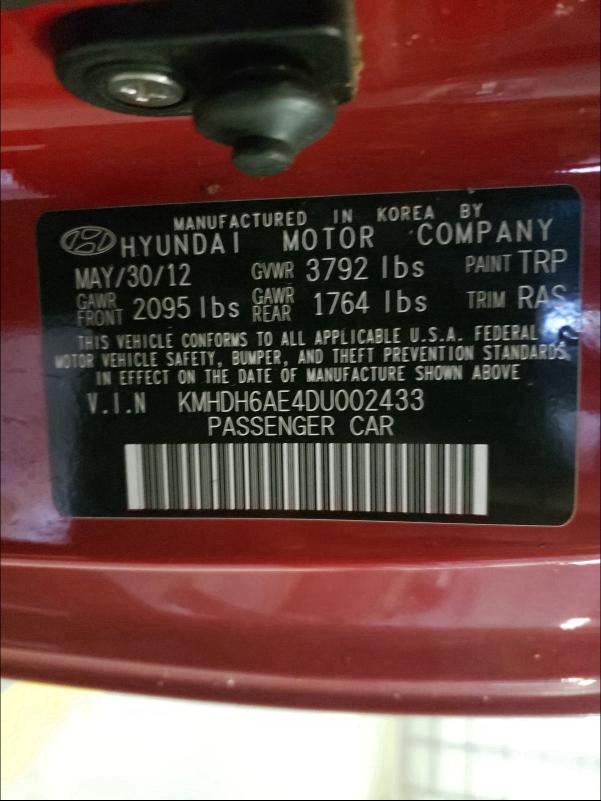 MANUFACTURED IN KOREA BY
HYUNDAI MOTOR COMPANY
MAY/30/12 GVWR 3792 lbs PAINT TRP
GAWR FRONT 2095 lbs GAWR REAR 1764 lbs TRIM RAS
THIS VEHICLE CONFORMS TO ALL APPLICABLE U.S.A. FEDERAL
MOTOR VEHICLE SAFETY, BUMPER, AND THEFT PREVENTION STANDARDS
IN EFFECT ON THE DATE OF MANUFACTURE SHOWN ABOVE
V.I.N KMHDH6AE4DU002433
PASSENGER CAR